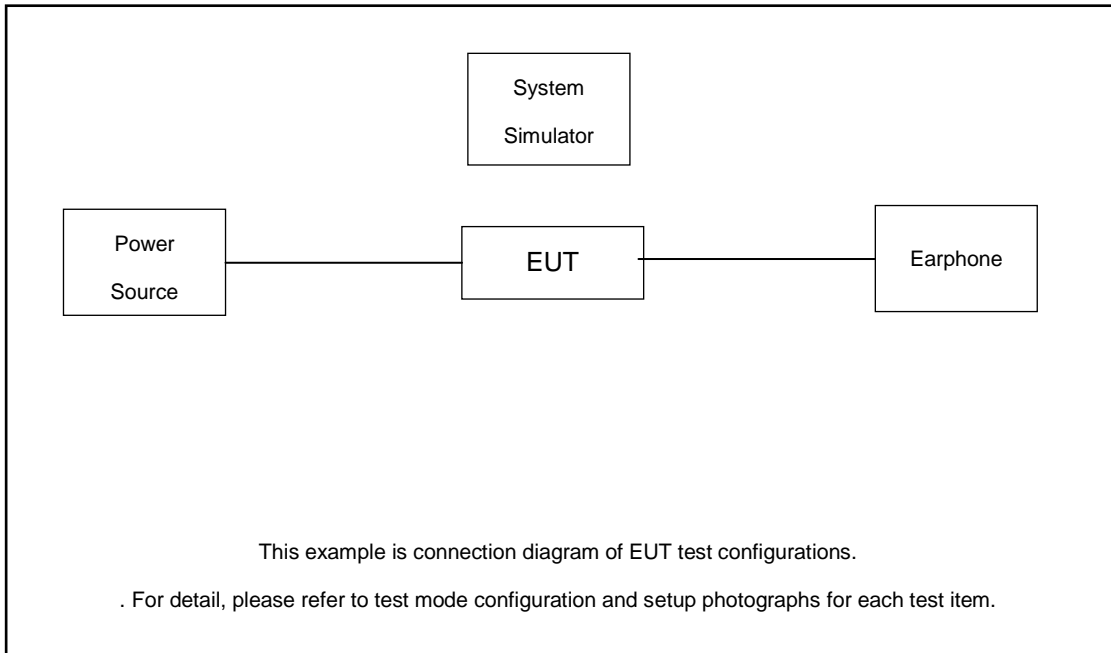 System
Simulator
Power
Source
EUT
Earphone
This example is connection diagram of EUT test configurations.
. For detail, please refer to test mode configuration and setup photographs for each test item.